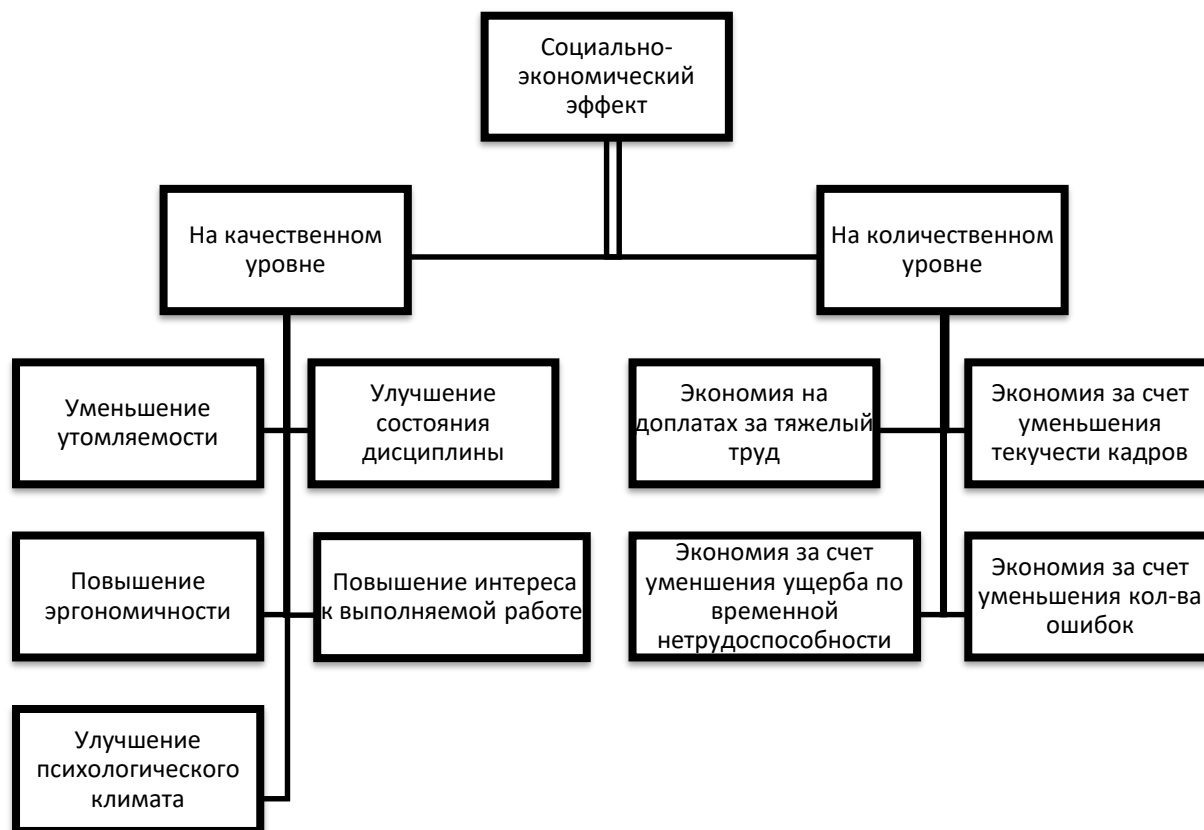 Социально-
экономический
эффект
На качественном
уровне
На количественном
уровне
Уменьшение
утомляемости
Улучшение
состояния
дисциплины
Экономия на
доплатах за тяжелый
труд
Экономия за счет
уменьшения
текучести кадров
Повышение
эргономичности
Повышение интереса
к выполняемой работе
Экономия за счет
уменшения ущерба по
временной
нетрудоспособности
Экономия за счет
уменьшения кол-ва
ошибок
Улучшение
психологического
климата